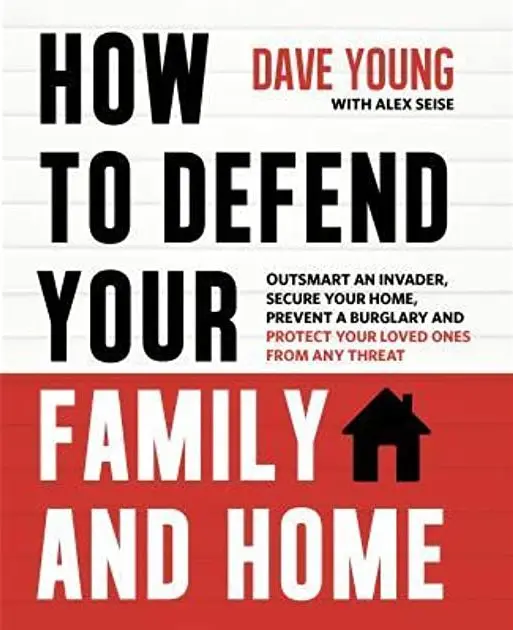 HOW
TO DEFEND
YOUR
FAMILY
AND HOME
DAVE YOUNG
WITH ALEX SEISE
OUTSMART AN INVADER,
SECURE YOUR HOME,
PREVENT A BURGLARY AND
PROTECT YOUR LOVED ONES
FROM ANY THREAT